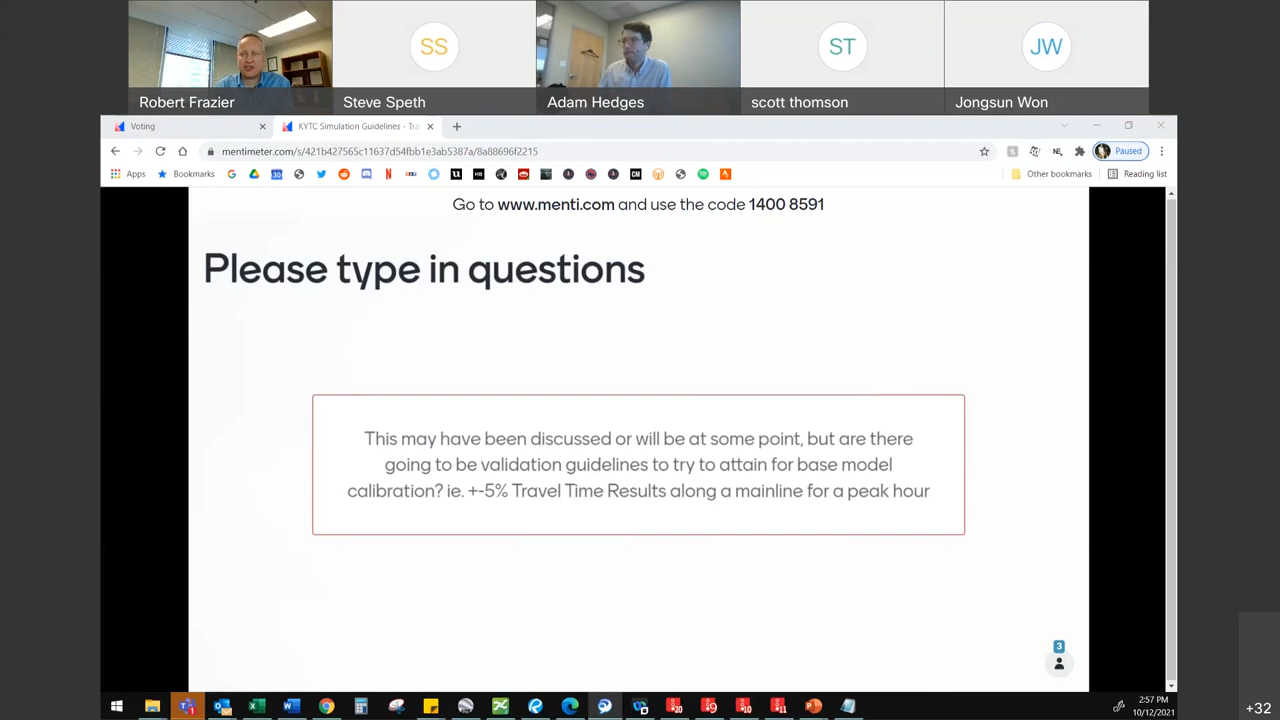 SS
ST
JW
Robert Frazier
Steve Speth
Adam Hedges
scott thomson
Jongsun Won
Voting
KYTC Simulation Guidelines - Tra
mentimeter.com/s/421b427565c11637d54fbb1e3ab5387a/8a88696f2215
Paused
Apps
Bookmarks
Other bookmarks
Reading list
Go to www.menti.com and use the code 1400 8591
Please type in questions
This may have been discussed or will be at some point, but are there
going to be validation guidelines to try to attain for base model
calibration? ie. +-5% Travel Time Results along a mainline for a peak hour
3
2:57 PM
10/12/2021
+32